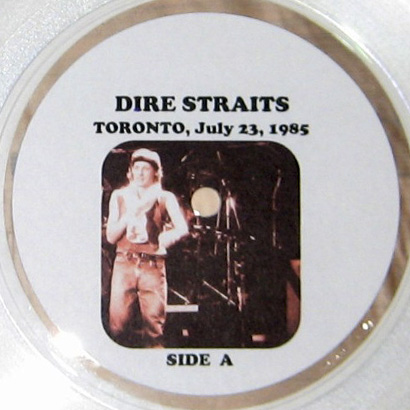 DIRE STRAITS
TORONTO, July 23, 1985
SIDE A